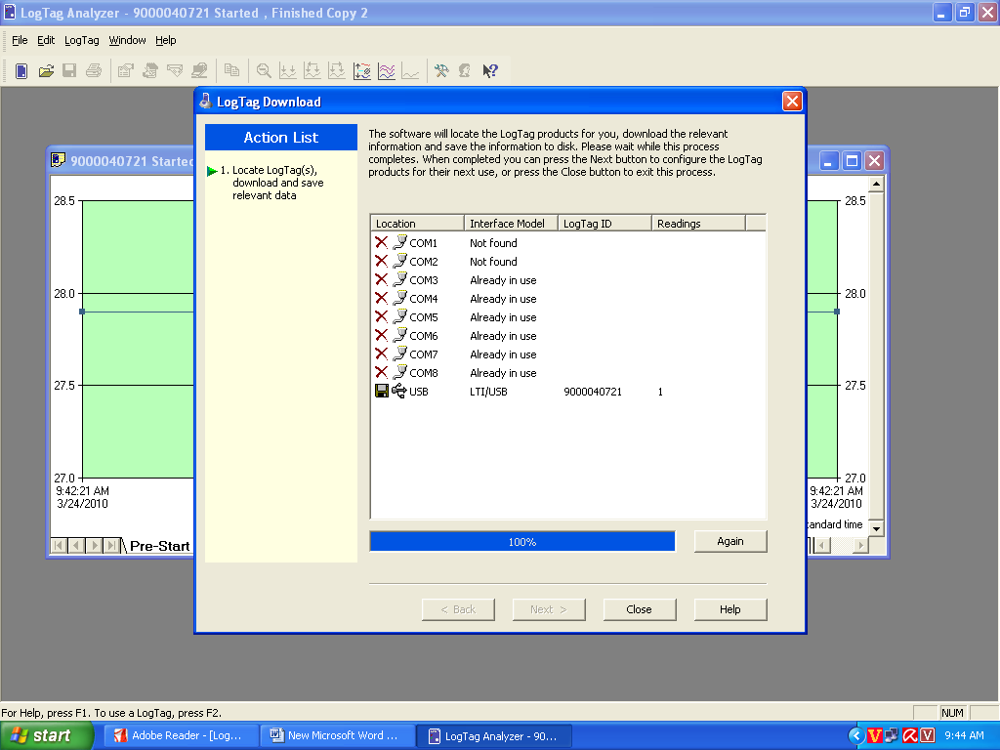 LogTag Analyzer - 9000040721 Started , Finished Copy 2
File Edit LogTag Window Help
LogTag Download
Action List
1. Locate LogTag(s),
download and save
relevant data
The software will locate the LogTag products for you, download the relevant
information and save the information to disk. Please wait while this process
completes. When completed you can press the Next button to configure the LogTag
products for their next use, or press the Close button to exit this process.
Location Interface Model LogTag ID Readings
COM1 Not found
COM2 Not found
COM3 Already in use
COM4 Already in use
COM5 Already in use
COM6 Already in use
COM7 Already in use
COM8 Already in use
USB LTI/USB 9000040721 1
100% Again
< Back Next > Close Help
9000040721 Started
28.5 28.5
28.0 28.0
27.5 27.5
27.0 27.0
9:42:21 AM 9:42:21 AM
3/24/2010 3/24/2010
tandard time
Pre-Start
For Help, press F1. To use a LogTag, press F2. NUM
start Adobe Reader - [Log... New Microsoft Word ... LogTag Analyzer - 90... 9:44 AM